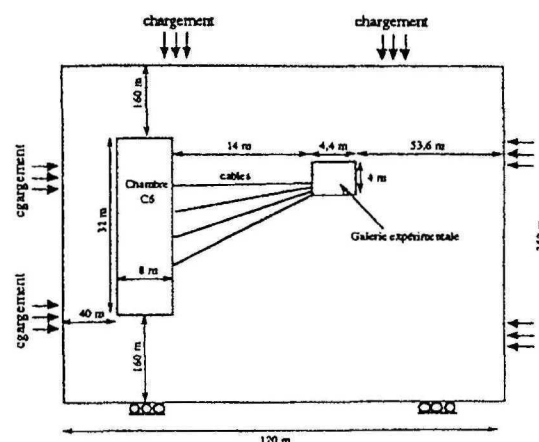 chargement
chargement
160 m
14 m
4,4 m
53,6 m
Chambre
C6
cables
4 m
cgargement
31 m
Galerie expérimentale
8 m
cgargement
40 m
160 m
120 m